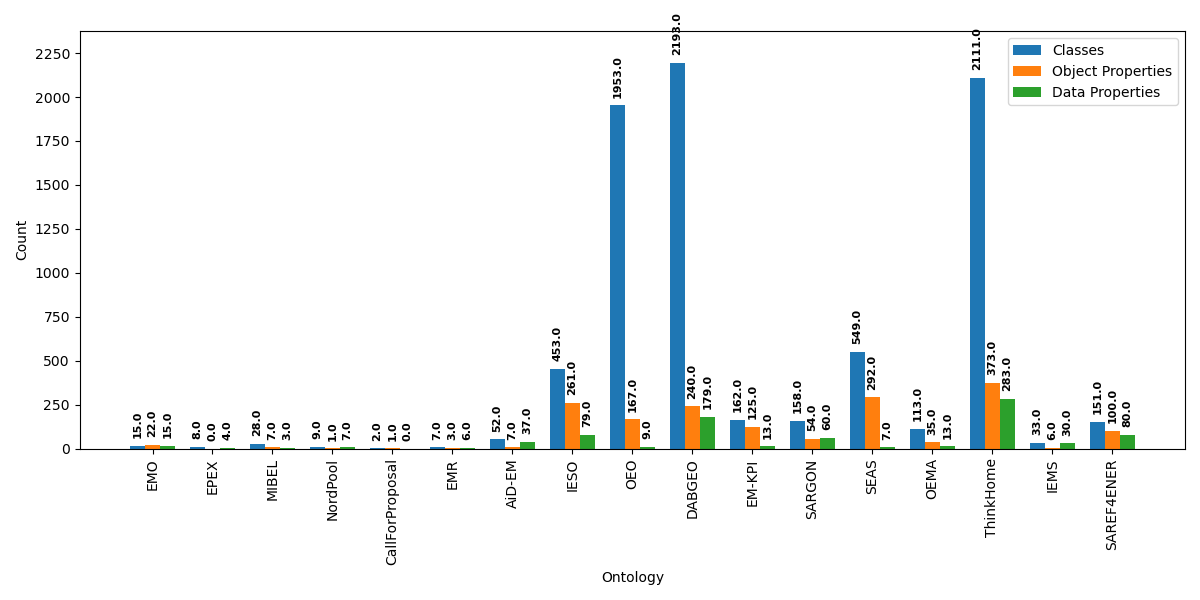 Classes
Object Properties
Data Properties
Count
2250
2000
1750
1500
1250
1000
750
500
250
0
15.0 22.0 15.0
8.0 0.0 4.0
28.0 7.0 3.0
9.0 1.0 7.0
2.0 1.0 0.0
7.0 3.0 6.0
52.0 7.0 37.0
453.0 261.0 79.0
1953.0 167.0 9.0
2193.0 240.0 179.0
162.0 125.0 13.0
158.0 54.0 60.0
549.0 292.0 7.0
113.0 35.0 13.0
2111.0 373.0 283.0
33.0 6.0 30.0
151.0 100.0 80.0
EMO
EPEX
MIBEL
NordPool
CallForProposal
EMR
AiD-EM
IESO
OEO
DABGEO
EM-KPI
SARGON
SEAS
OEMA
ThinkHome
IEMS
SAREF4ENER
Ontology